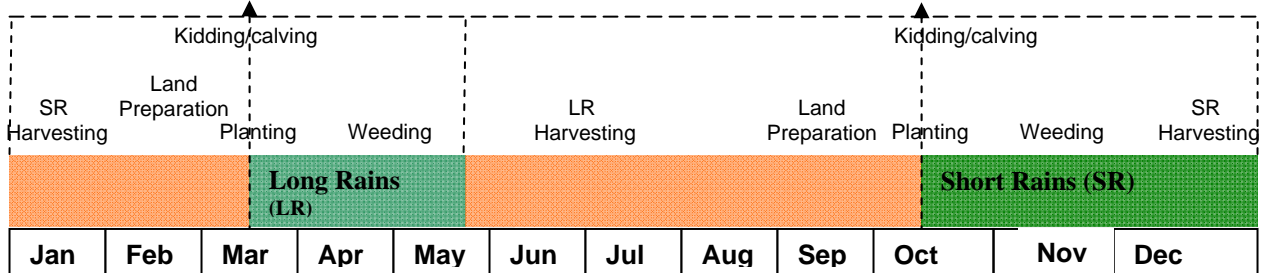 Kidding/calving
Kidding/calving
Land
Preparation
SR
Harvesting
Planting
Weeding
LR
Harvesting
Land
Preparation
Planting
Weeding
SR
Harvesting
Long Rains
(LR)
Short Rains (SR)
Jan Feb Mar Apr May Jun Jul Aug Sep Oct Nov Dec